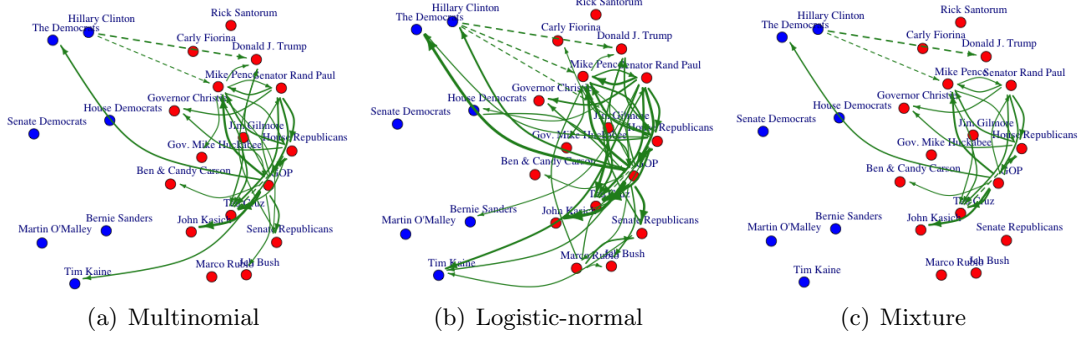 Rick Santorum
Hillary Clinton
The Democrats
Carly Fiorina
Donald J. Trump
Mike Pence
Senator Rand Paul
Governor Christie
House Democrats
Senate Democrats
Jim Gilmore
House Republicans
Gov. Mike Huckabee
Ben & Candy Carson
GOP
Ted Cruz
Bernie Sanders
John Kasich
Martin O'Malley
Senate Republicans
Marco Rubio
Jeb Bush
Tim Kaine
(a) Multinomial
Rick Santorum
Hillary Clinton
The Democrats
Carly Fiorina
Donald J. Trump
Mike Pence
Senator Rand Paul
Governor Christie
House Democrats
Senate Democrats
Jim Gilmore
House Republicans
Gov. Mike Huckabee
Ben & Candy Carson
GOP
Ted Cruz
Bernie Sanders
John Kasich
Martin O'Malley
Senate Republicans
Marco Rubio
Jeb Bush
Tim Kaine
(b) Logistic-normal
Rick Santorum
Hillary Clinton
The Democrats
Carly Fiorina
Donald J. Trump
Mike Pence
Senator Rand Paul
Governor Christie
House Democrats
Senate Democrats
Jim Gilmore
House Republicans
Gov. Mike Huckabee
Ben & Candy Carson
GOP
Ted Cruz
Bernie Sanders
John Kasich
Martin O'Malley
Senate Republicans
Marco Rubio
Jeb Bush
Tim Kaine
(c) Mixture